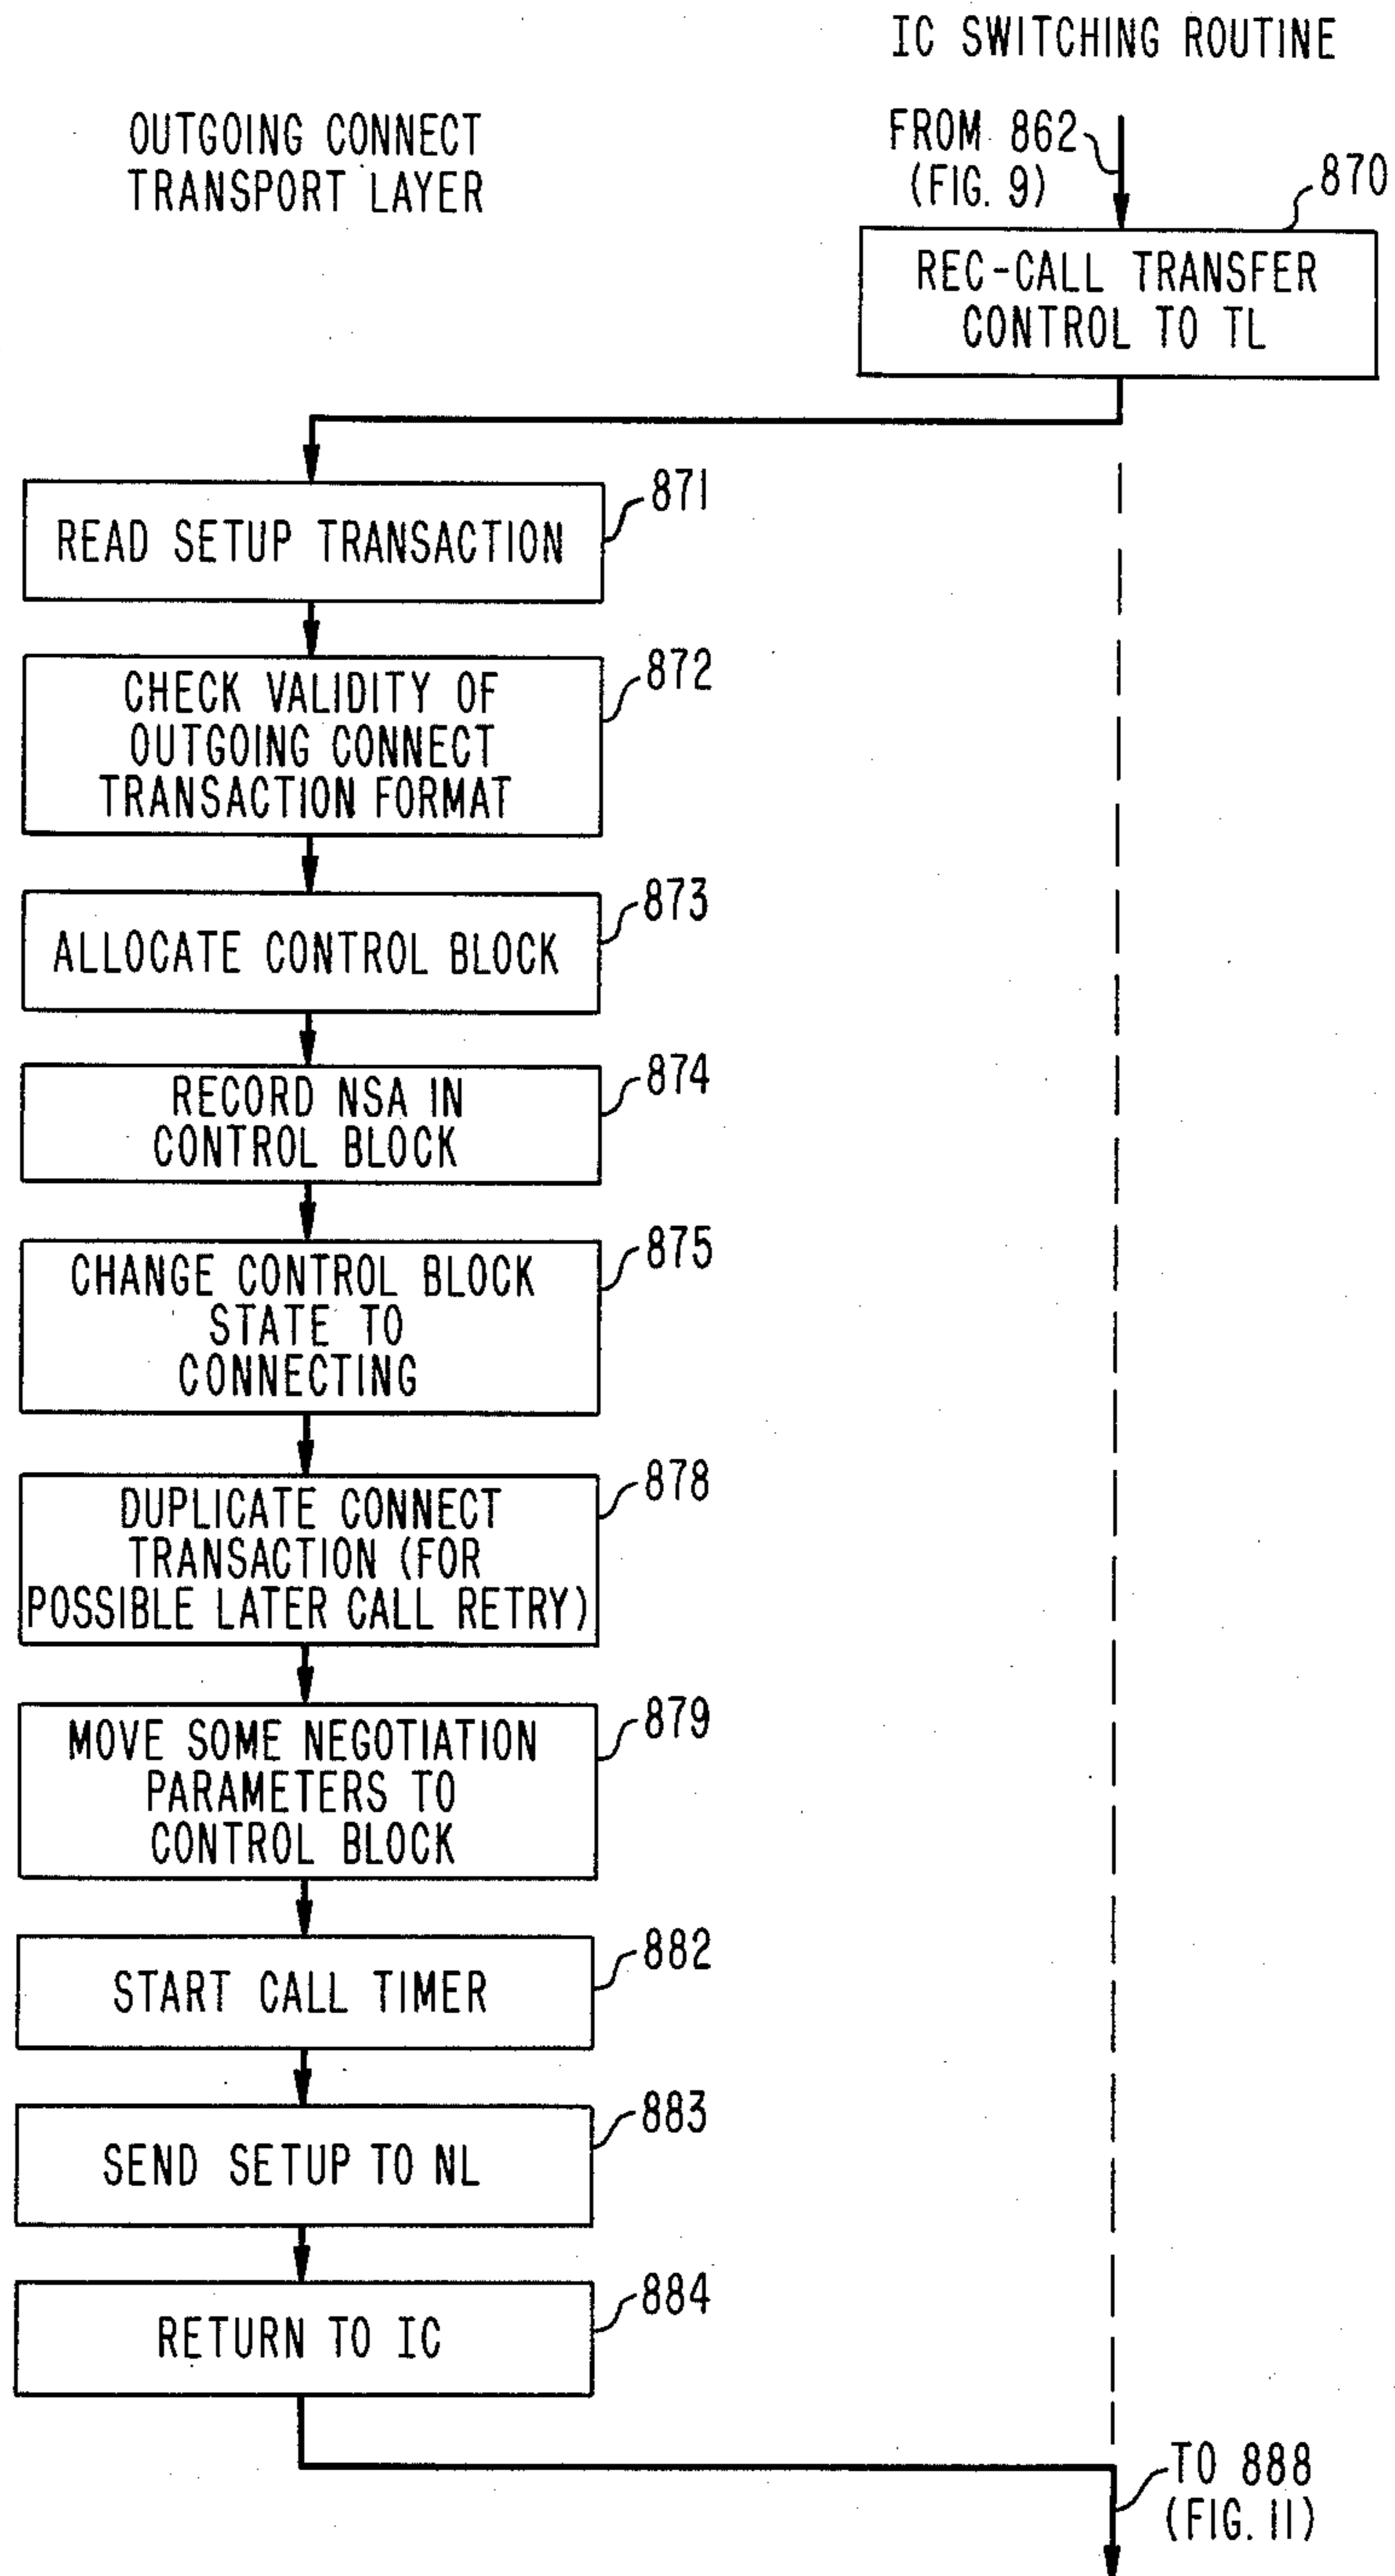 IC SWITCHING ROUTINE
OUTGOING CONNECT
TRANSPORT LAYER
FROM 862
(FIG. 9)
870
REC-CALL TRANSFER
CONTROL TO TL
871
READ SETUP TRANSACTION
872
CHECK VALIDITY OF
OUTGOING CONNECT
TRANSACTION FORMAT
873
ALLOCATE CONTROL BLOCK
874
RECORD NSA IN
CONTROL BLOCK
875
CHANGE CONTROL BLOCK
STATE TO
CONNECTING
878
DUPLICATE CONNECT
TRANSACTION (FOR
POSSIBLE LATER CALL RETRY)
879
MOVE SOME NEGOTIATION
PARAMETERS TO
CONTROL BLOCK
882
START CALL TIMER
883
SEND SETUP TO NL
884
RETURN TO IC
TO 888
(FIG. 11)